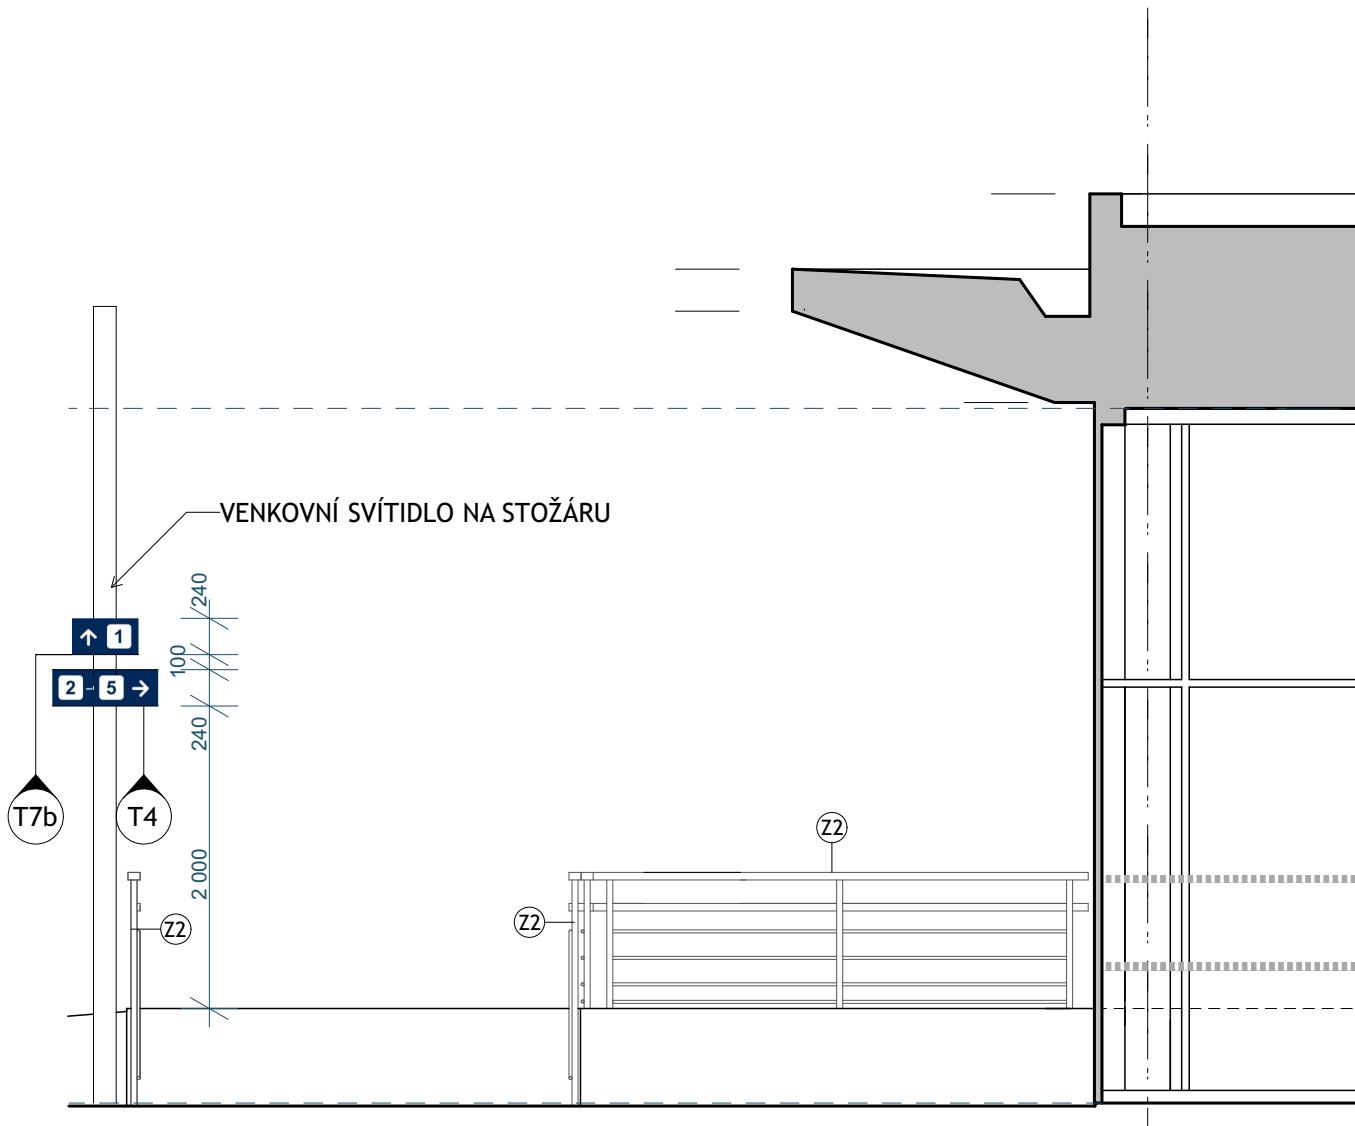 VENKOVNÍ SVÍTIDLO NA STOŽÁRU
240
↑ 1
100
2 - 5 →
240
T7b
T4
2 000
Z2
Z2
Z2